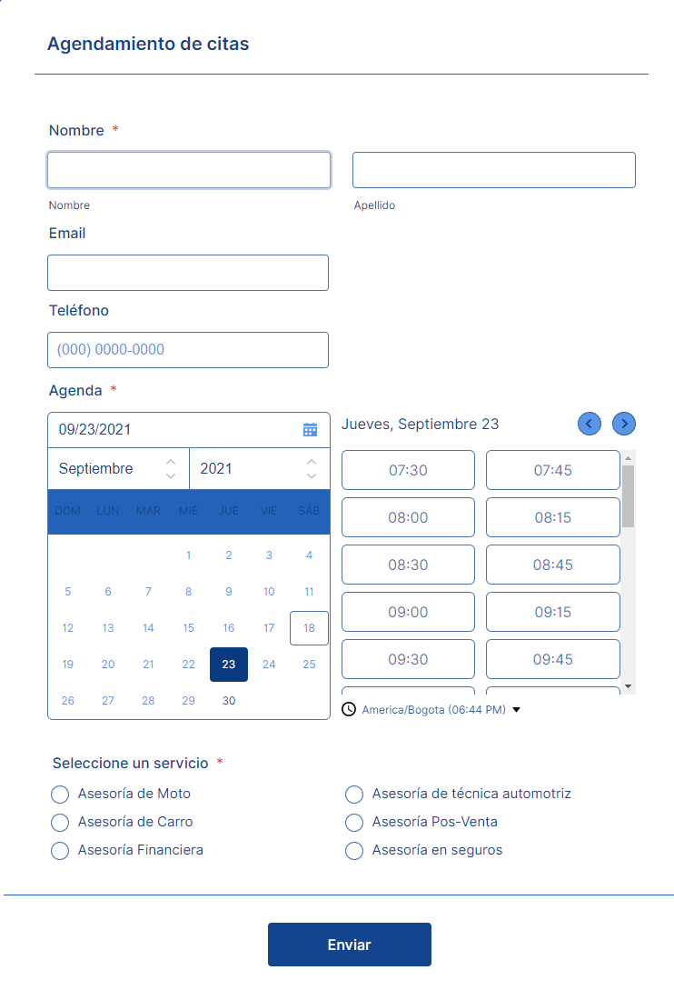 Agendamiento de citas
Nombre *
Nombre Apellido
Email
Teléfono
(000) 0000-0000
Agenda *
09/23/2021
Septiembre 2021
DOM LUN MAR MIÉ JUE VIE SÁB
1 2 3 4
5 6 7 8 9 10 11
12 13 14 15 16 17 18
19 20 21 22 23 24 25
26 27 28 29 30
Jueves, Septiembre 23
07:30 07:45
08:00 08:15
08:30 08:45
09:00 09:15
09:30 09:45
America/Bogota (06:44 PM)
Seleccione un servicio *
Asesoría de Moto Asesoría de técnica automotriz
Asesoría de Carro Asesoría Pos-Venta
Asesoría Financiera Asesoría en seguros
Enviar